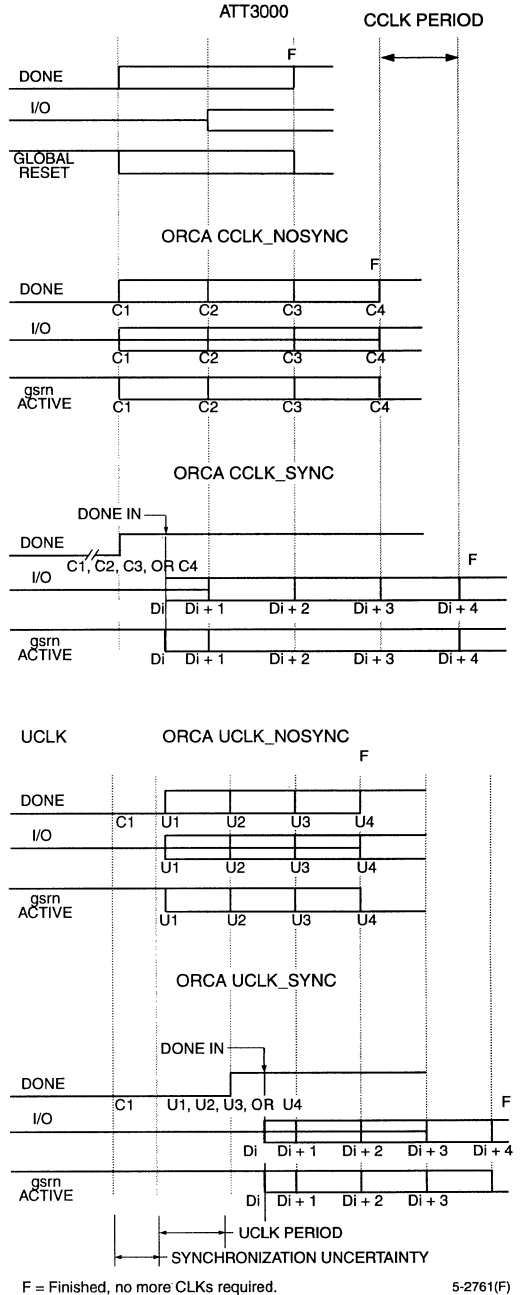 ATT3000
CCLK PERIOD
F
DONE
I/O
GLOBAL
RESET
ORCA CCLK_NOSYNC
F
DONE
C1 C2 C3 C4
I/O
C1 C2 C3 C4
gsrn
ACTIVE
C1 C2 C3 C4
ORCA CCLK_SYNC
DONE IN
DONE
C1, C2, C3, OR C4
F
I/O
Di Di + 1 Di + 2 Di + 3 Di + 4
gsrn
ACTIVE
Di Di + 1 Di + 2 Di + 3 Di + 4
UCLK ORCA UCLK_NOSYNC
F
DONE
C1 U1 U2 U3 U4
I/O
U1 U2 U3 U4
gsrn
ACTIVE
U1 U2 U3 U4
ORCA UCLK_SYNC
DONE IN
DONE
C1 U1, U2, U3, OR U4
F
I/O
Di Di + 1 Di + 2 Di + 3 Di + 4
gsrn
ACTIVE
Di Di + 1 Di + 2 Di + 3
UCLK PERIOD
SYNCHRONIZATION UNCERTAINTY
F = Finished, no more CLKs required.
5-2761(F)